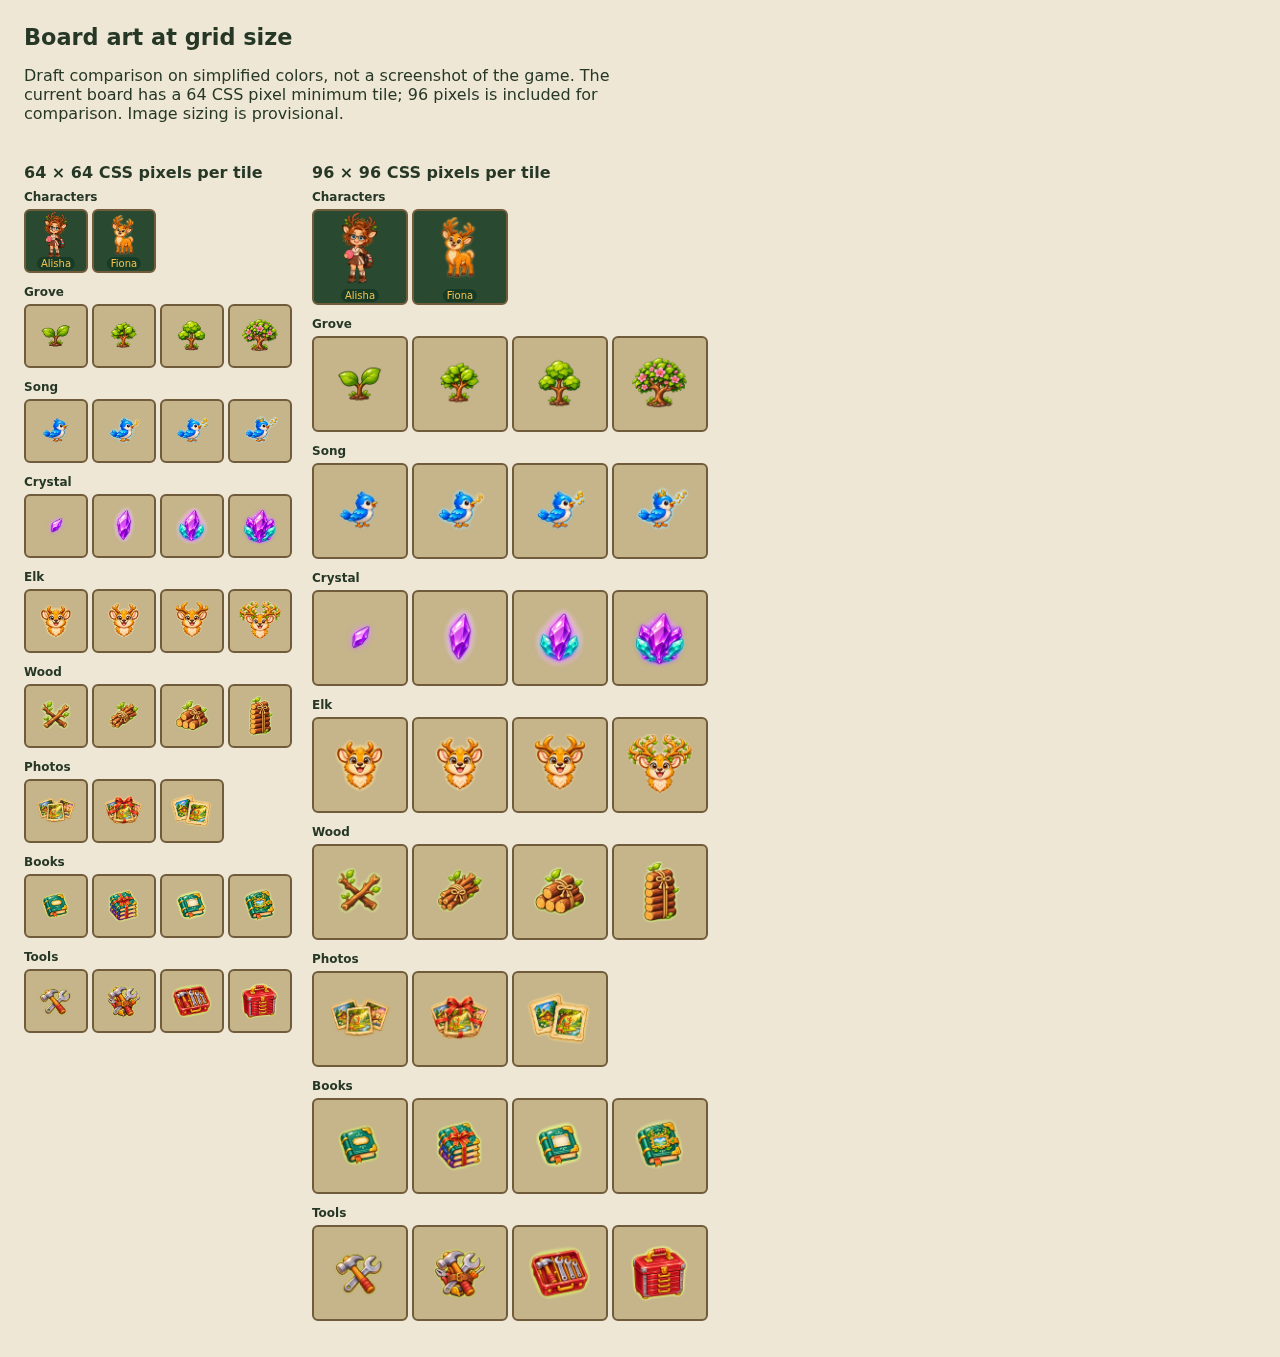 Board art at grid size
Draft comparison on simplified colors, not a screenshot of the game. The
current board has a 64 CSS pixel minimum tile; 96 pixels is included for
comparison. Image sizing is provisional.
64 × 64 CSS pixels per tile
Characters
Alisha
Fiona
Grove
Song
Crystal
Elk
Wood
Photos
Books
Tools
96 × 96 CSS pixels per tile
Characters
Alisha
Fiona
Grove
Song
Crystal
Elk
Wood
Photos
Books
Tools